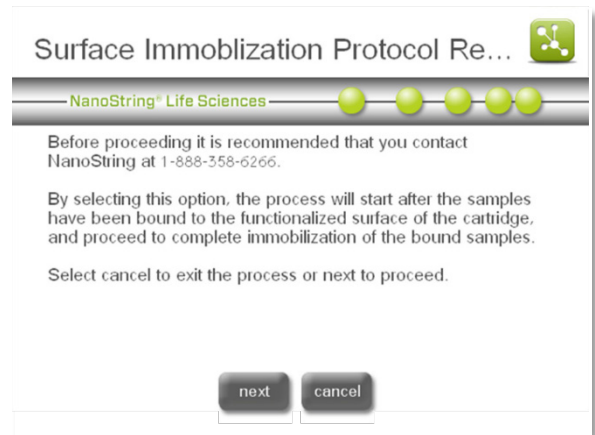 Surface Immoblization Protocol Re...
NanoString® Life Sciences
Before proceeding it is recommended that you contact
NanoString at 1-888-358-6266.
By selecting this option, the process will start after the samples
have been bound to the functionalized surface of the cartridge,
and proceed to complete immobilization of the bound samples.
Select cancel to exit the process or next to proceed.
next
cancel